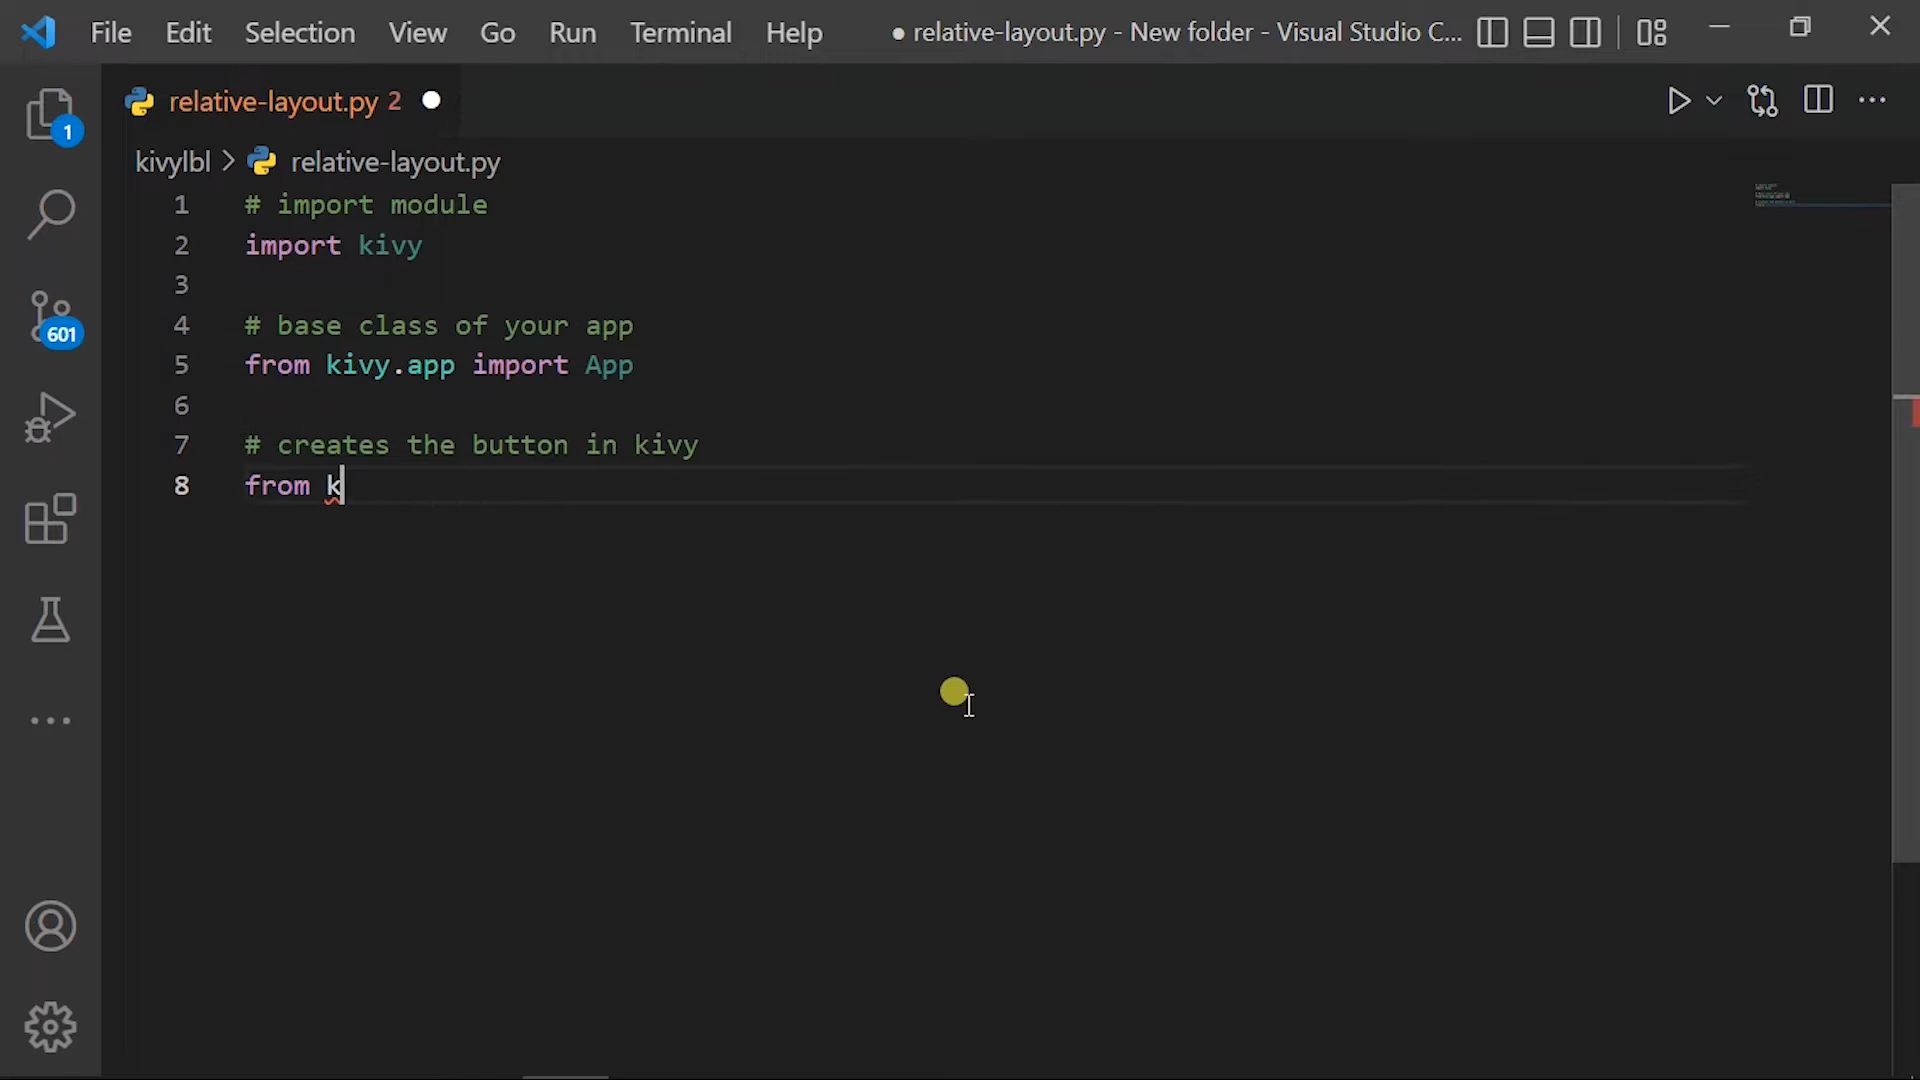 File Edit Selection View Go Run Terminal Help ● relative-layout.py - New folder - Visual Studio C...
relative-layout.py 2
1
kivylbl > relative-layout.py
1 # import module
2 import kivy
3
4 # base class of your app
601
5 from kivy.app import App
6
7 # creates the button in kivy
8 from k